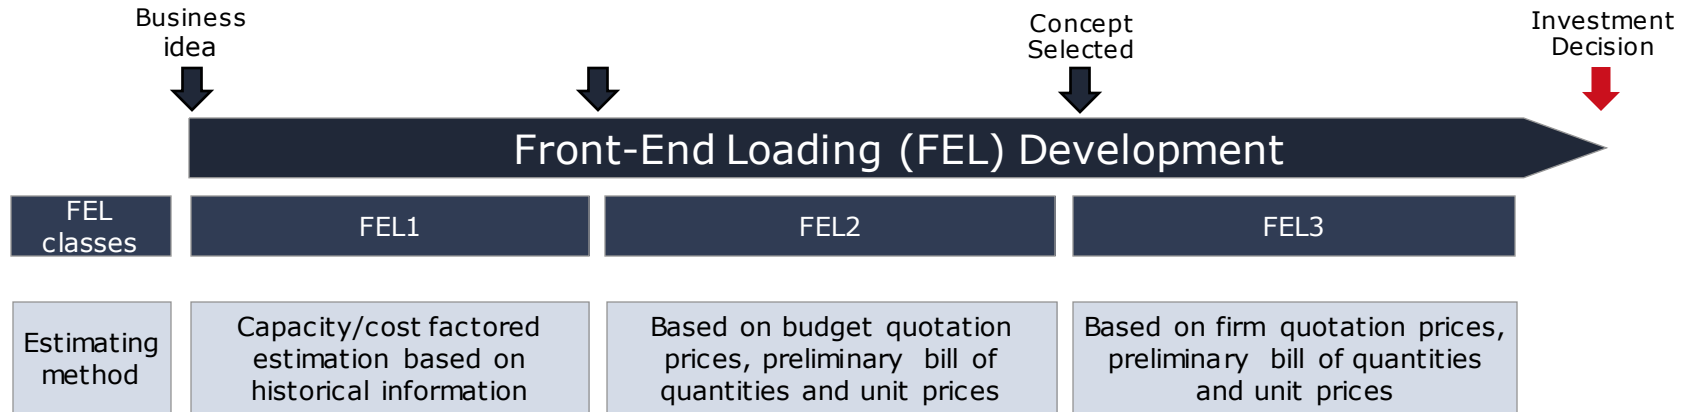 Business
idea
Concept
Selected
Investment
Decision
Front-End Loading (FEL) Development
FEL
classes
FEL1
FEL2
FEL3
Estimating
method
Capacity/cost factored
estimation based on
historical information
Based on budget quotation
prices, preliminary bill of
quantities and unit prices
Based on firm quotation prices,
preliminary bill of quantities
and unit prices